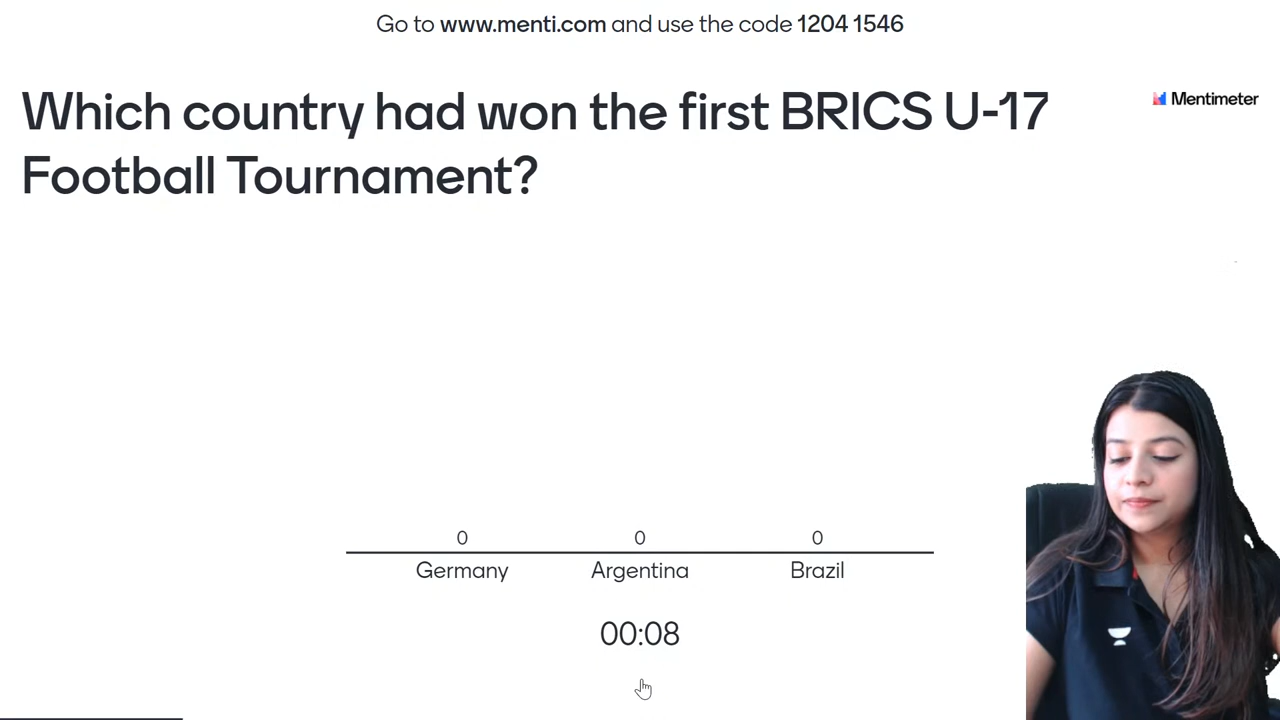 Go to www.menti.com and use the code 1204 1546
Which country had won the first BRICS U-17
Mentimeter
Football Tournament?
0 0 0
Germany Argentina Brazil
00:08